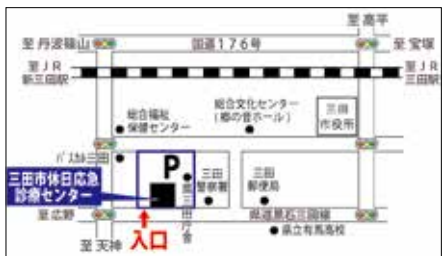 至高平
至丹波篠山
国道176号
至宝塚
至JR
新三田駅
至JR
三田駅
総合福祉
保健センター
総合文化センター
(郷の音ホール)
三田
市役所
バスカル三田
P
三田市休日応急
診療センター
三田
警察署
三田
郵便局
至広野
県道黒石三田線
入口
県立有馬高校
至天神